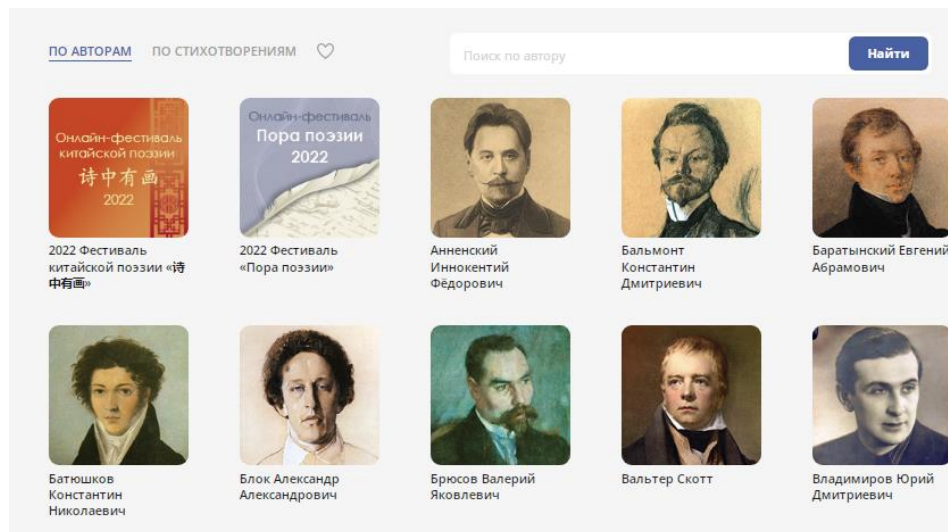 ПО АВТОРАМ ПО СТИХОТВОРЕНИЯМ
Поиск по автору
Найти
Онлайн-фестиваль
китайской поэзии
诗中有画
2022
Онлайн-фестиваль
Пора поэзии
2022
2022 Фестиваль
китайской поэзии «诗
中有画»
2022 Фестиваль
«Пора поэзии»
Анненский
Иннокентий
Фёдорович
Бальмонт
Константин
Дмитриевич
Баратынский Евгений
Абрамович
Батюшков
Константин
Николаевич
Блок Александр
Александрович
Брюсов Валерий
Яковлевич
Вальтер Скотт
Владимиров Юрий
Дмитриевич